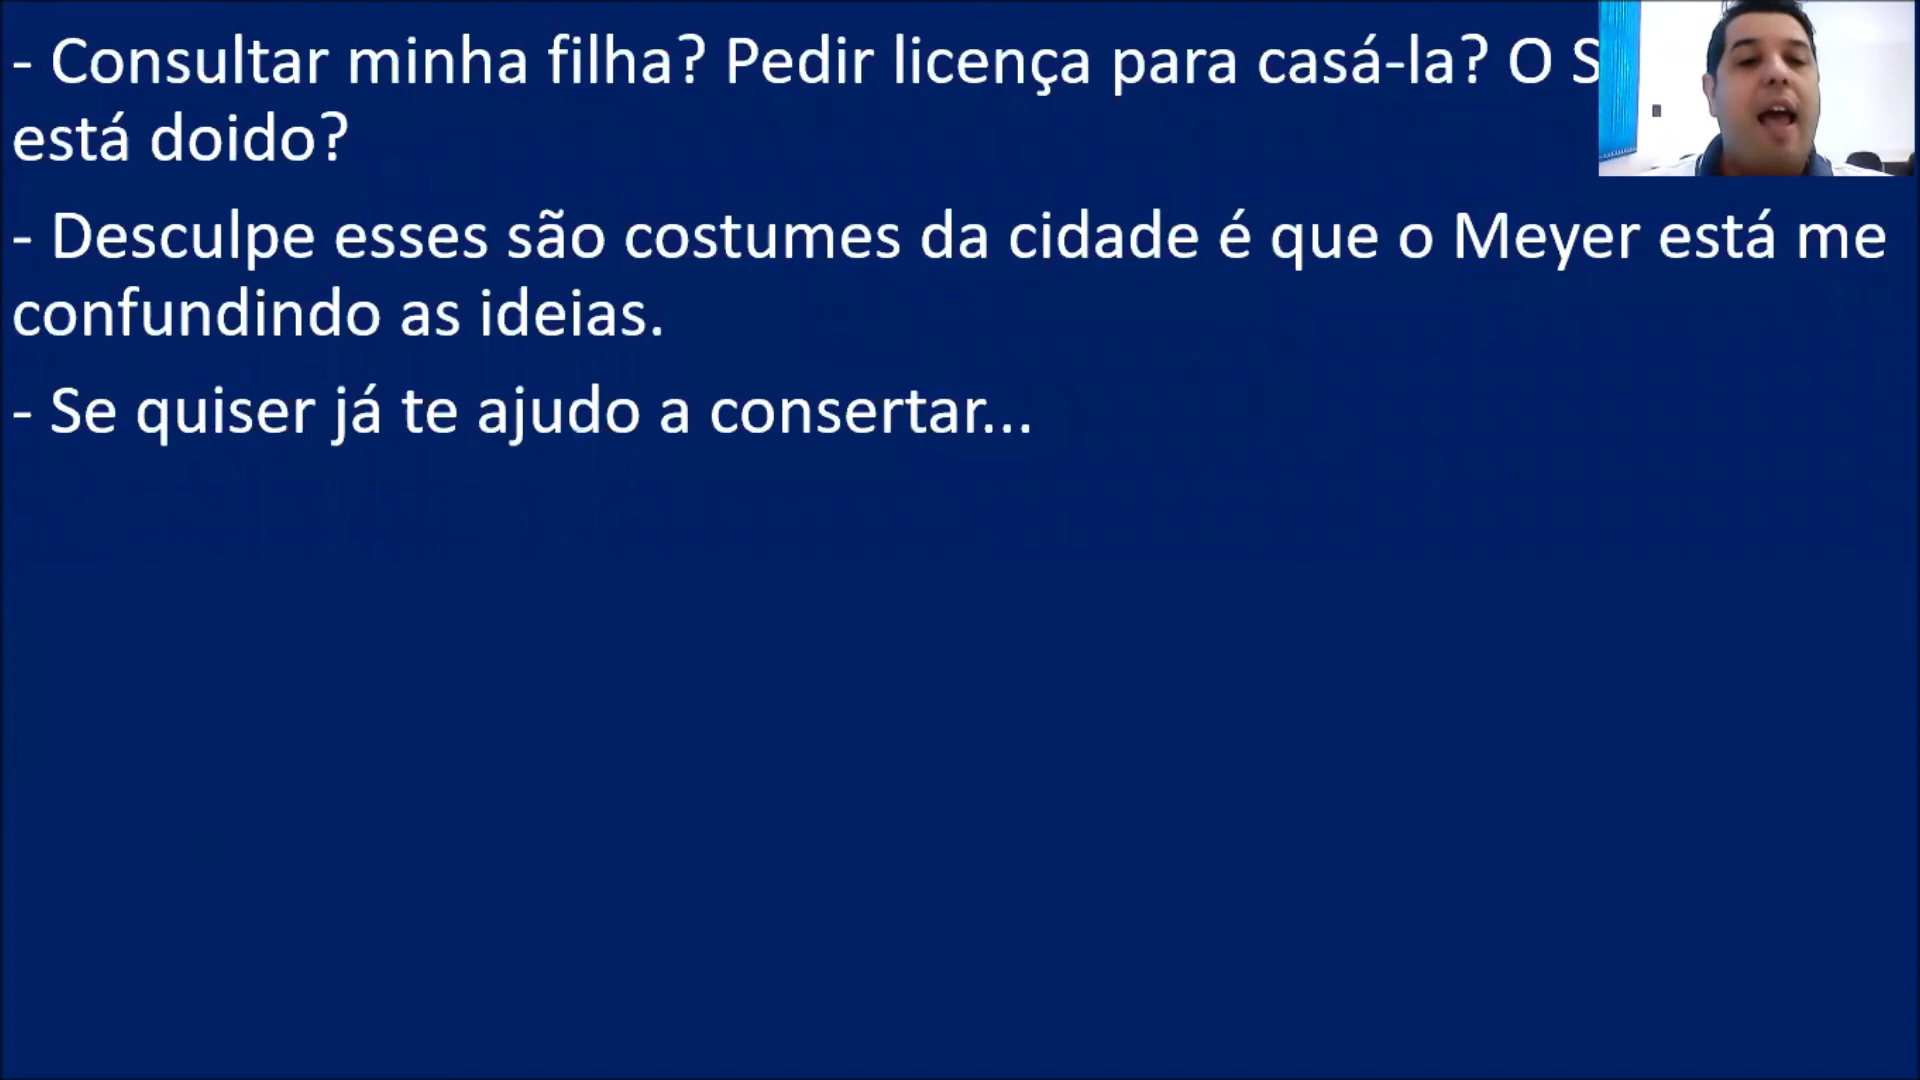 - Consultar minha filha? Pedir licença para casá-la? O
está doido?
- Desculpe esses são costumes da cidade é que o Meyer está me
confundindo as ideias.
- Se quiser já te ajudo a consertar...